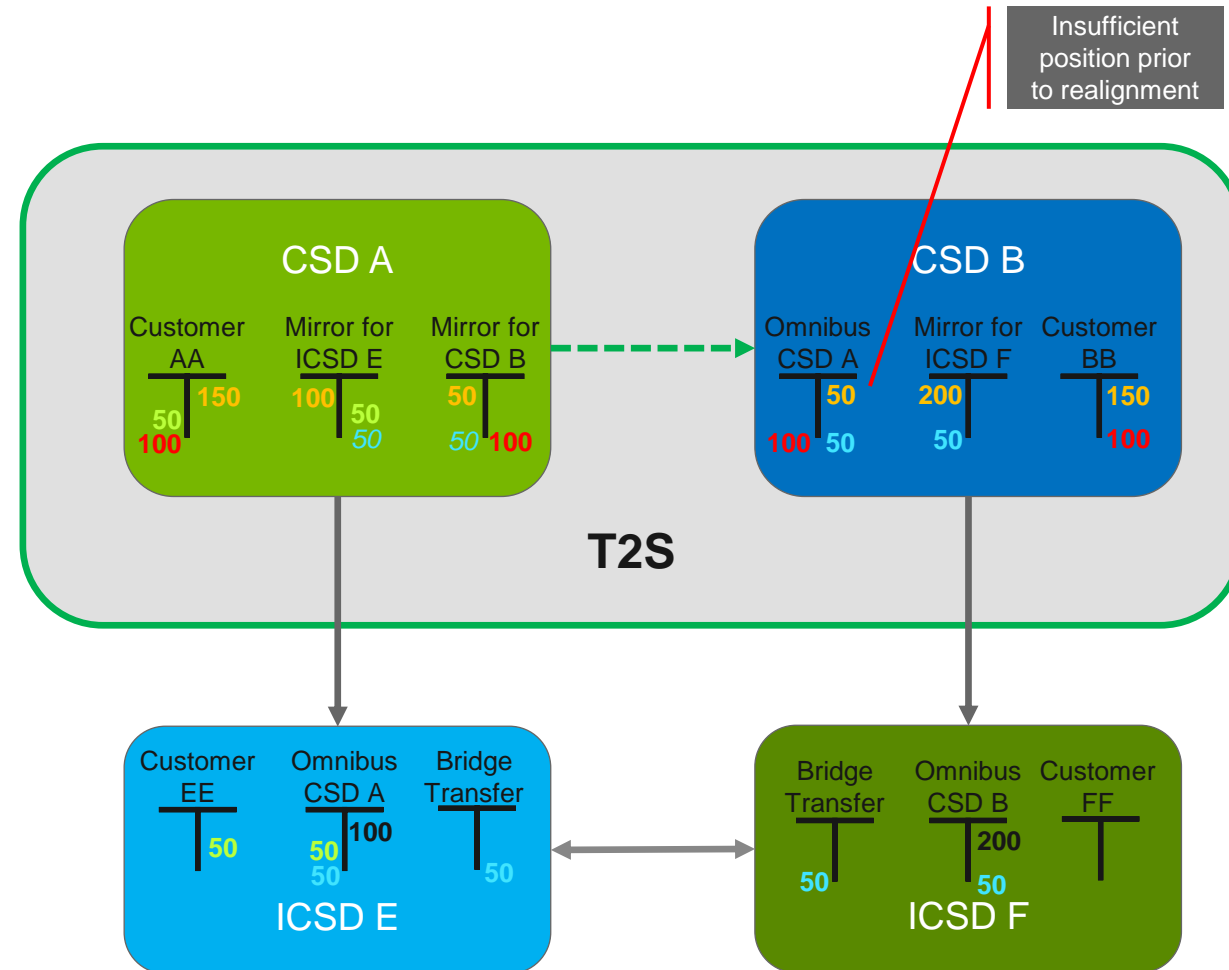 Insufficient
position prior
to realignment
CSD A
Customer
AA
150
50
100
Mirror for
ICSD E
100
50
50
Mirror for
CSD B
50
50
100
CSD B
Omnibus
CSD A
50
100
50
Mirror for
ICSD F
200
50
Customer
BB
150
100
T2S
Customer
EE
50
Omnibus
CSD A
100
50
50
Bridge
Transfer
50
ICSD E
Bridge
Transfer
50
Omnibus
CSD B
200
50
Customer
FF
ICSD F